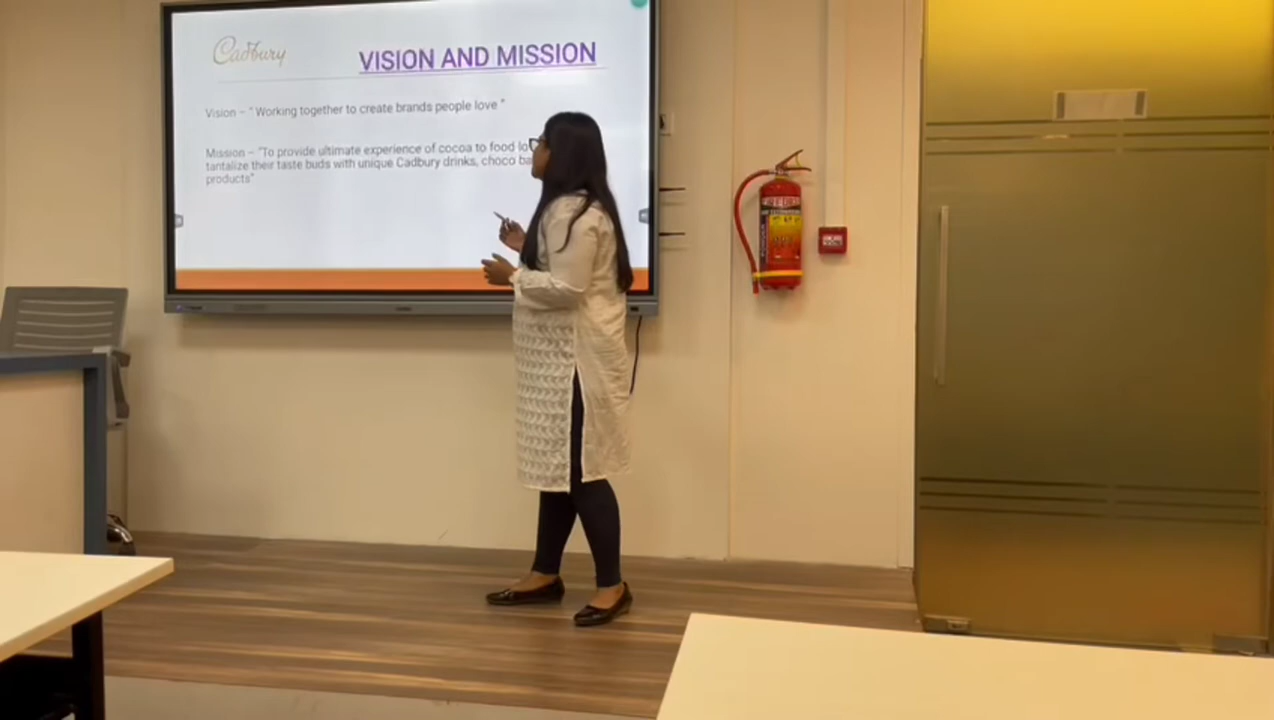 Cadbury
VISION AND MISSION
Vision – “ Working together to create brands people love ”
Mission – “To provide ultimate experience of cocoa to food lo
tantalize their taste buds with unique Cadbury drinks, choco ba
products”